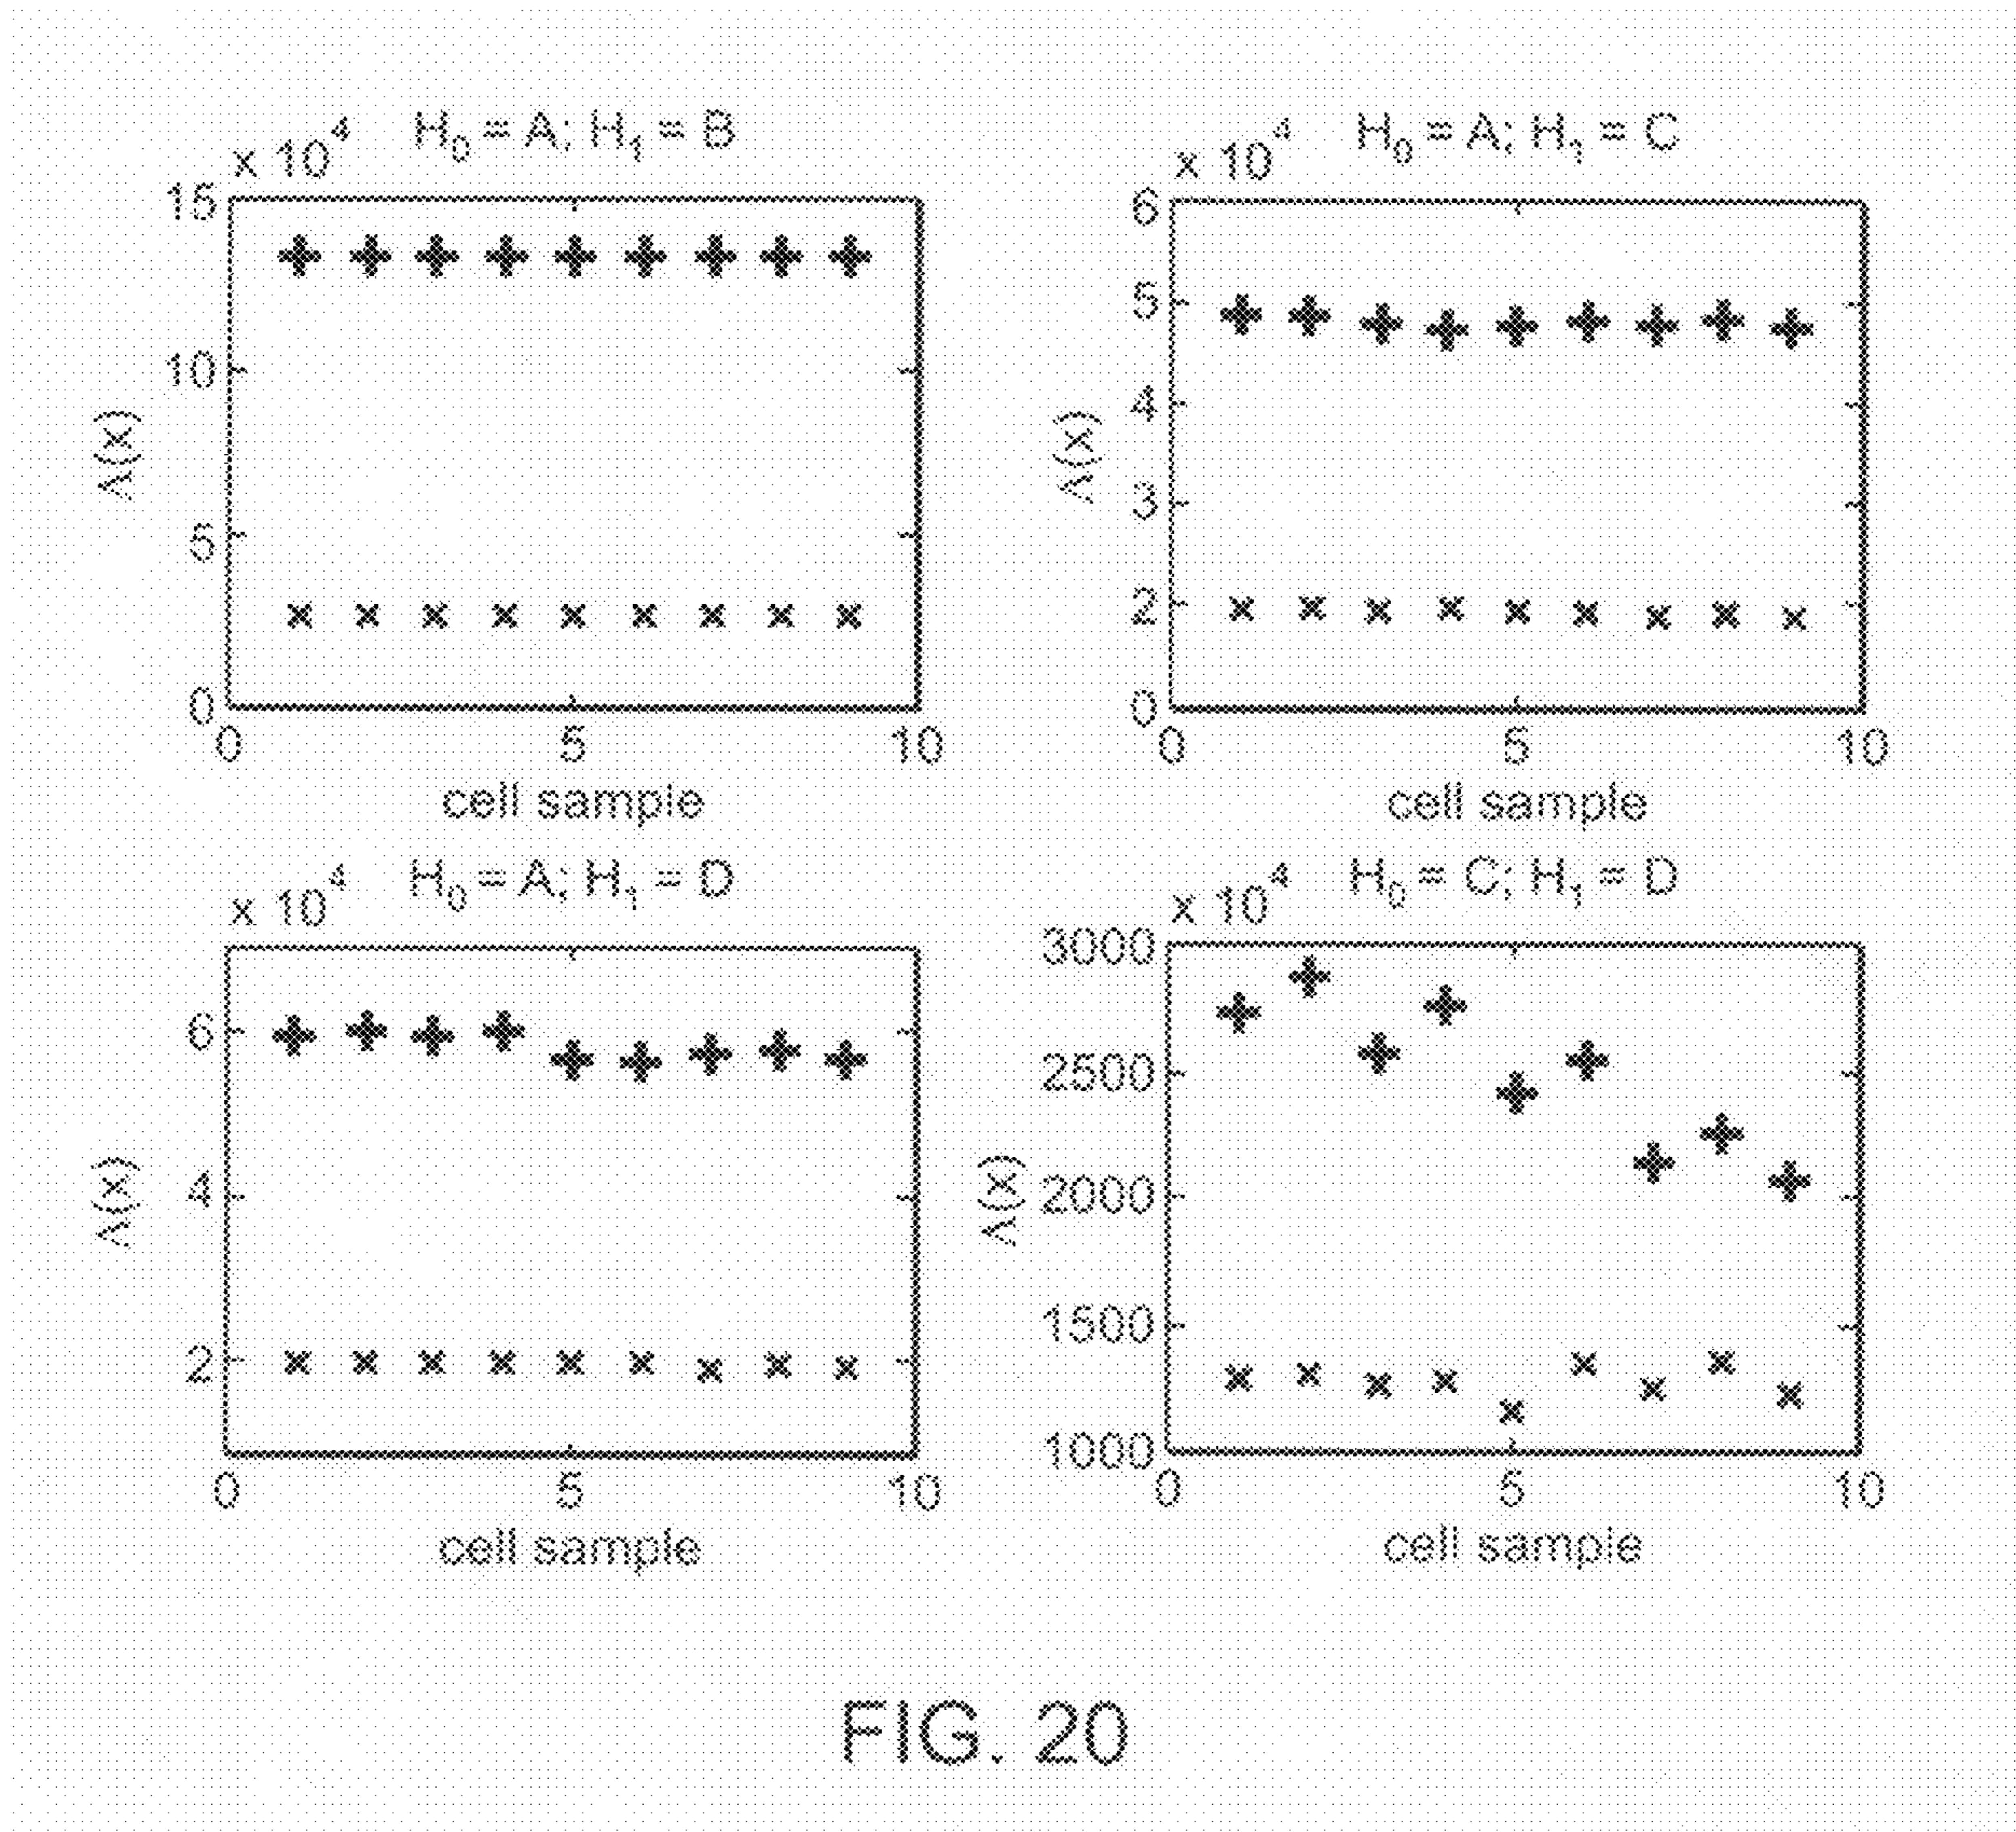 x 10^4 H₀ = A; H₁ = B
15
10
5
0
Λ(x)
0 5 10
cell sample
x 10^4 H₀ = A; H₁ = C
6
5
4
3
2
0
Λ(x)
0 5 10
cell sample
x 10^4 H₀ = A; H₁ = D
6
4
2
Λ(x)
0 5 10
cell sample
x 10^4 H₀ = C; H₁ = D
3000
2500
2000
1500
1000
Λ(x)
0 5 10
cell sample
FIG. 20